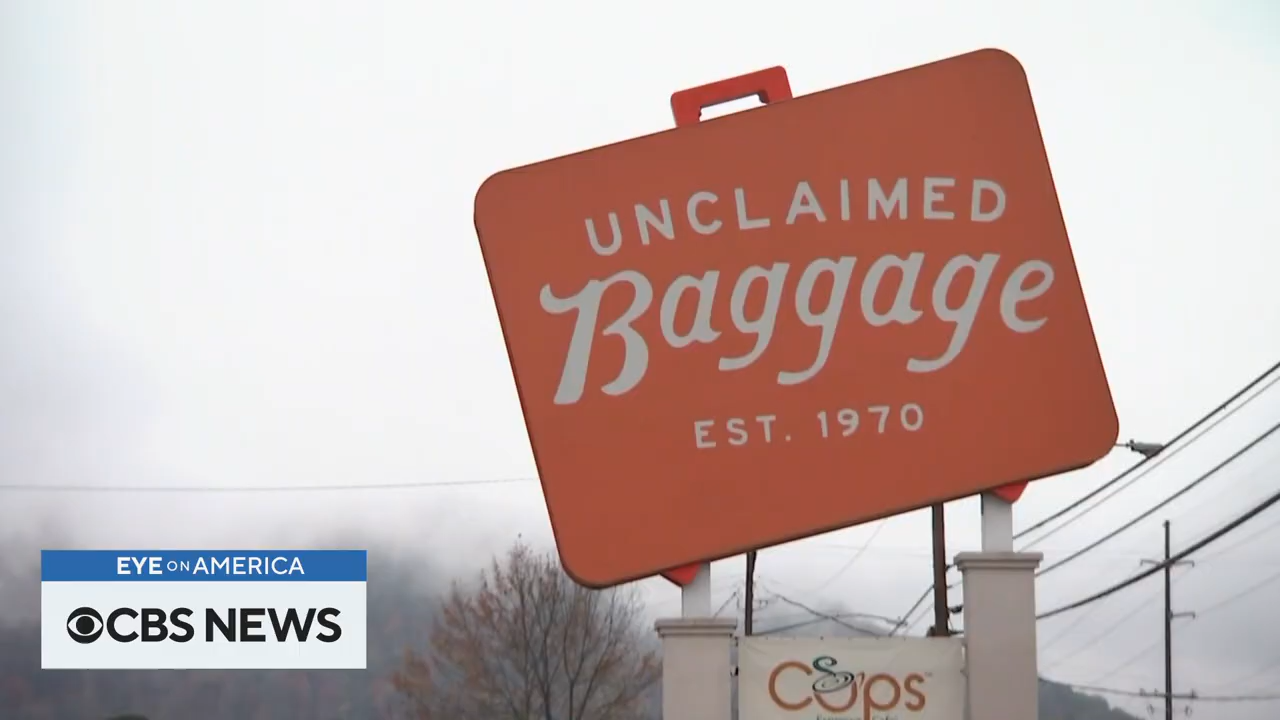 UNCLAIMED
Baggage
EST. 1970
EYE ON AMERICA
CBS NEWS
Cups